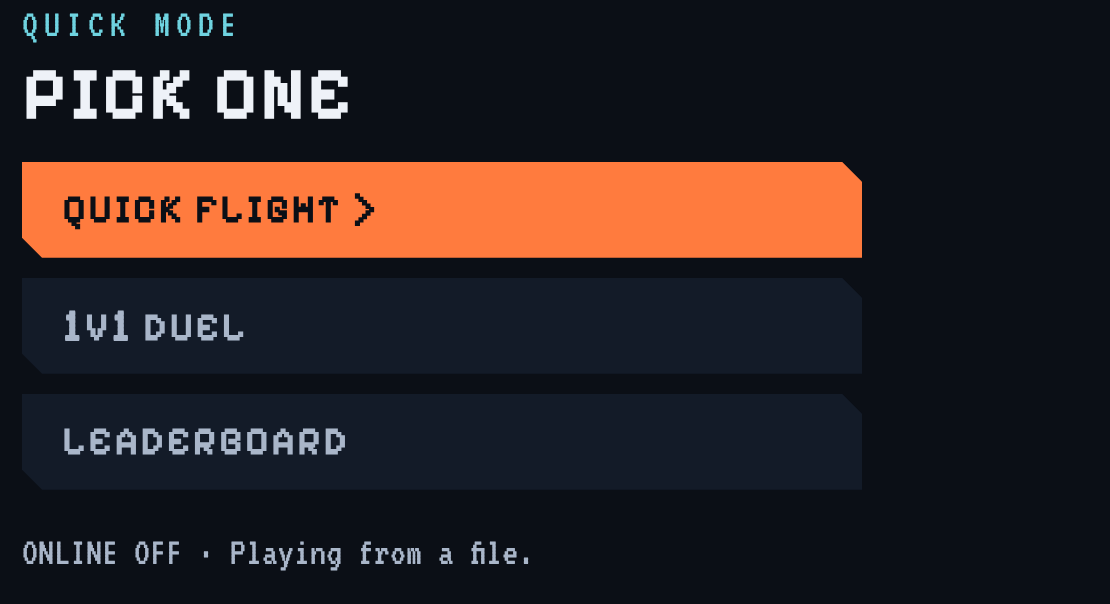 QUICK MODE
PICK ONE
QUICK FLIGHT >
1V1 DUEL
LEADERBOARD
ONLINE OFF · Playing from a file.